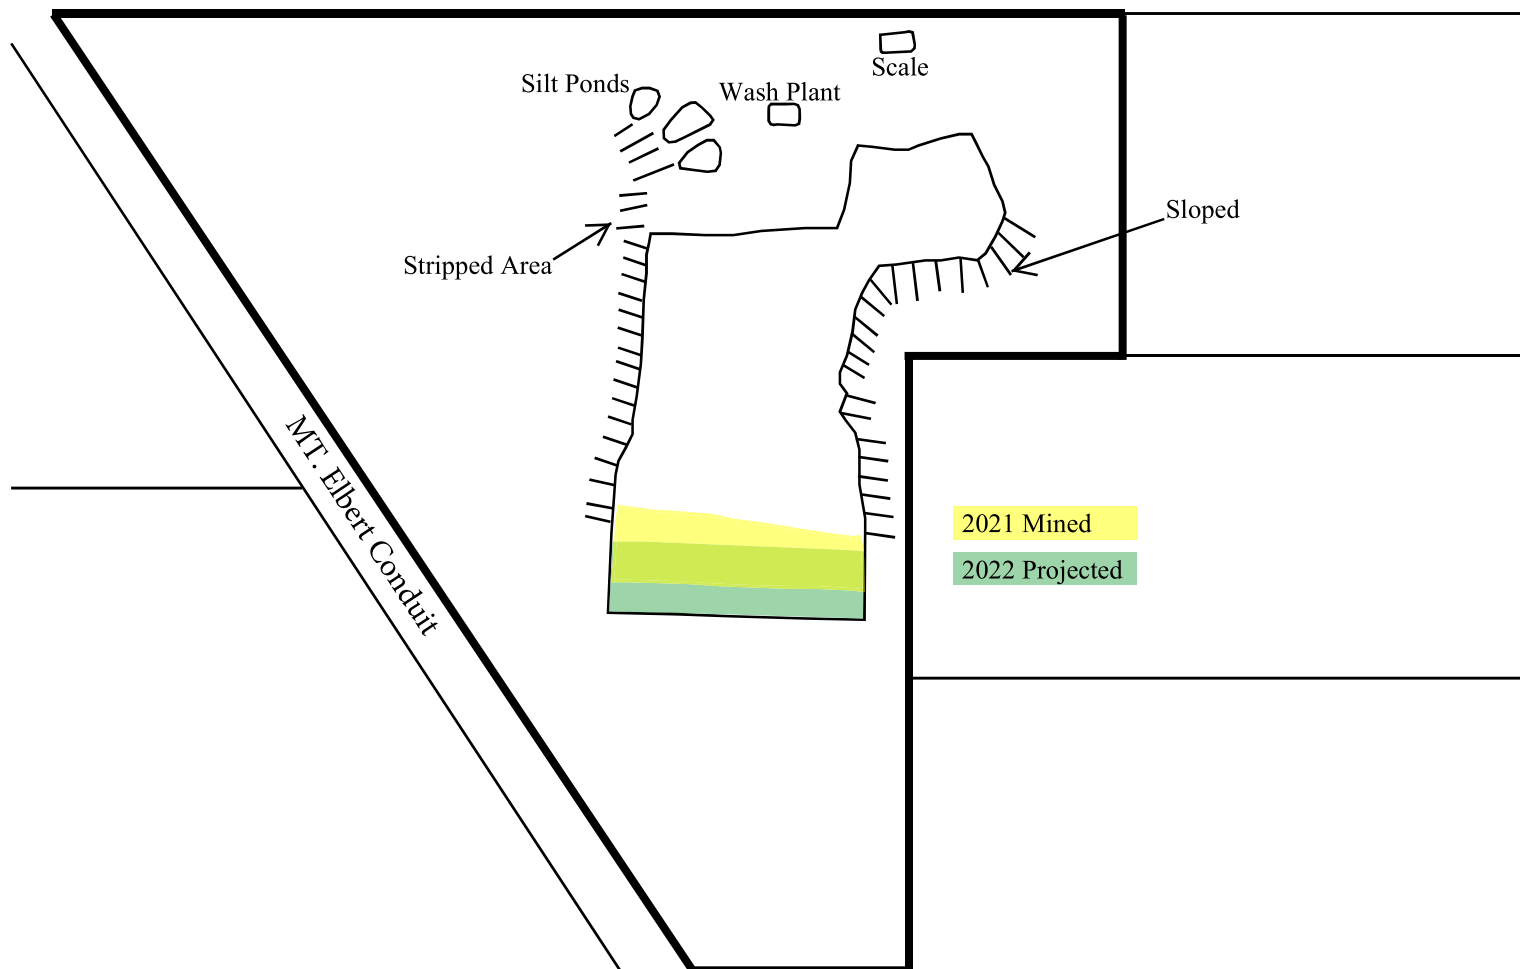 Scale
Silt Ponds
Wash Plant
Sloped
Stripped Area
MT. Elbert Conduit
2021 Mined
2022 Projected